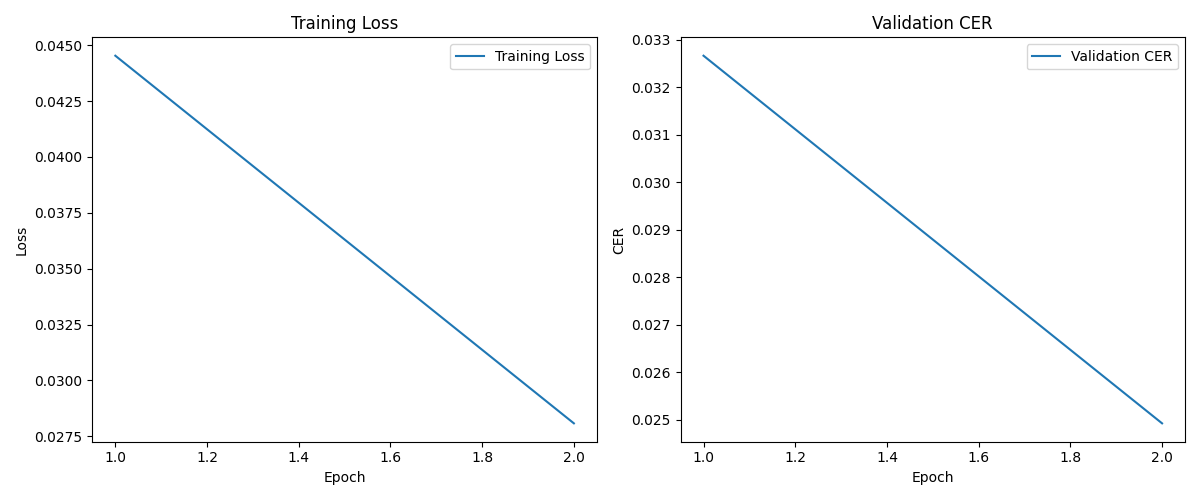 Training Loss
Training Loss
0.0450
0.0425
0.0400
0.0375
0.0350
0.0325
0.0300
0.0275
Loss
1.0 1.2 1.4 1.6 1.8 2.0
Epoch
Validation CER
Validation CER
0.033
0.032
0.031
0.030
0.029
0.028
0.027
0.026
0.025
CER
1.0 1.2 1.4 1.6 1.8 2.0
Epoch